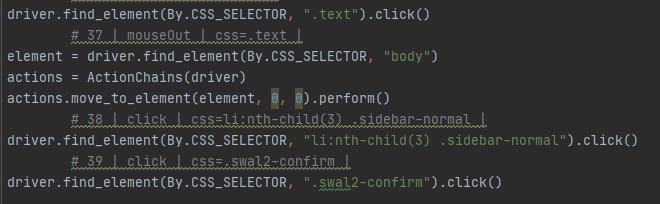 driver.find_element(By.CSS_SELECTOR, ".text").click()
# 37 | mouseOut | css=.text |
element = driver.find_element(By.CSS_SELECTOR, "body")
actions = ActionChains(driver)
actions.move_to_element(element, 0, 0).perform()
# 38 | click | css=li:nth-child(3) .sidebar-normal |
driver.find_element(By.CSS_SELECTOR, "li:nth-child(3) .sidebar-normal").click()
# 39 | click | css=.swal2-confirm |
driver.find_element(By.CSS_SELECTOR, ".swal2-confirm").click()